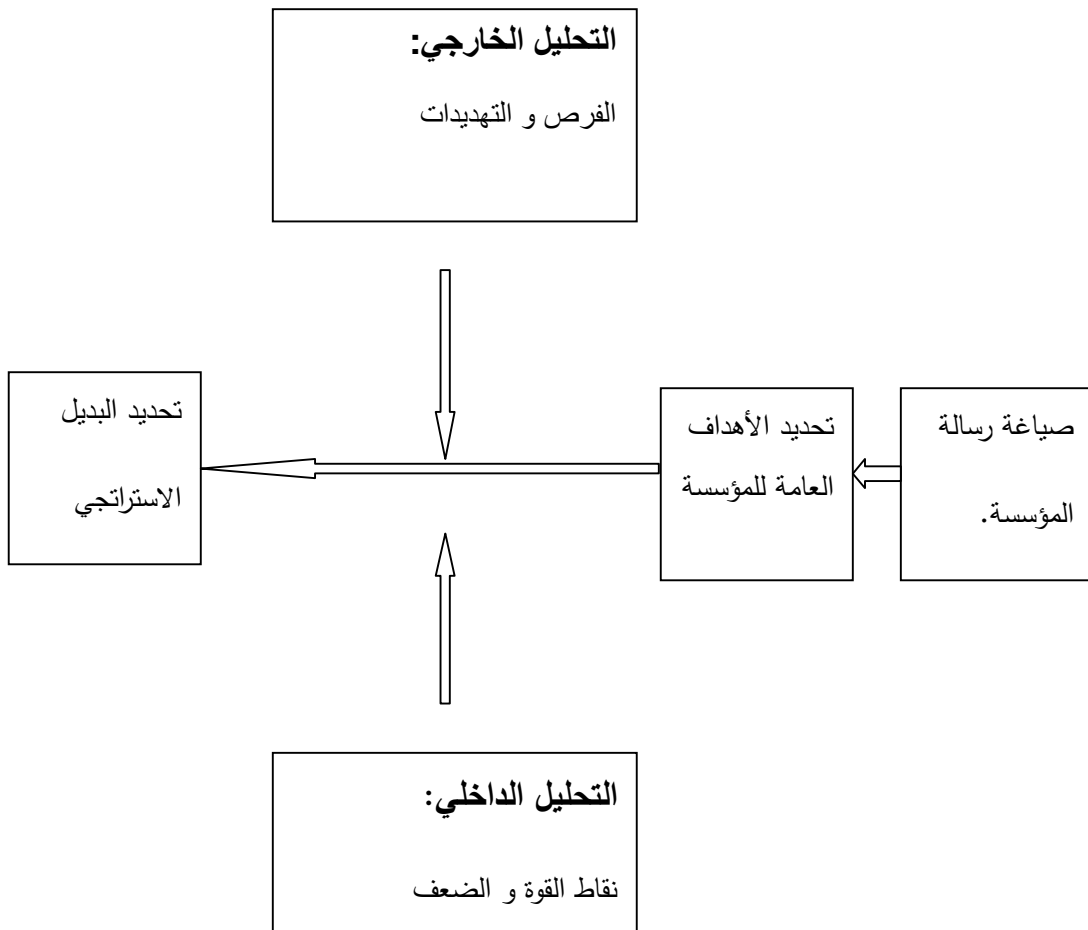 التحليل الخارجي:
الفرص و التهديدات
صياغة رسالة
المؤسسة.
تحديد الأهداف
العامة للمؤسسة
تحديد البديل
الاستراتجي
التحليل الداخلي:
نقاط القوة و الضعف